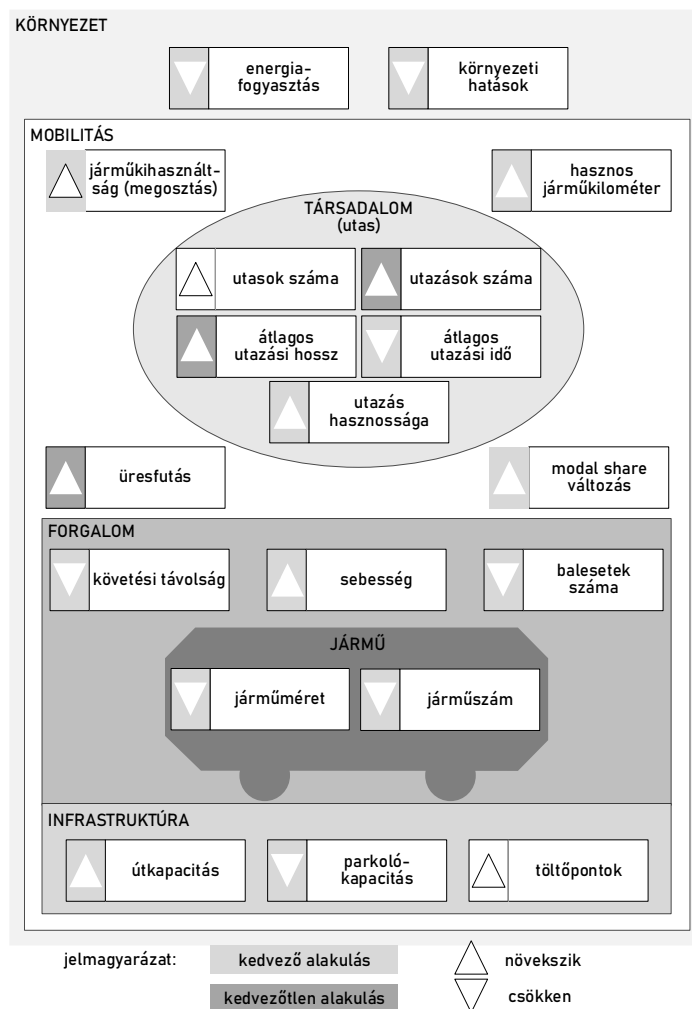 KÖRNYEZET
energia-
fogyasztás
környezeti
hatások
MOBILITÁS
járműkihasznált-
ság (megosztás)
hasznos
járműkilométer
TÁRSADALOM
(utas)
utasok száma
utazások száma
átlagos
utazási hossz
átlagos
utazási idő
utazás
hasznossága
üresfutás
modal share
változás
FORGALOM
követési távolság
sebesség
balesetek
száma
JÁRMŰ
járműméret
járműszám
INFRASTRUKTÚRA
útkapacitás
parkoló-
kapacitás
töltőpontok
jelmagyarázat:
kedvező alakulás
növekszik
kedvezőtlen alakulás
csökken